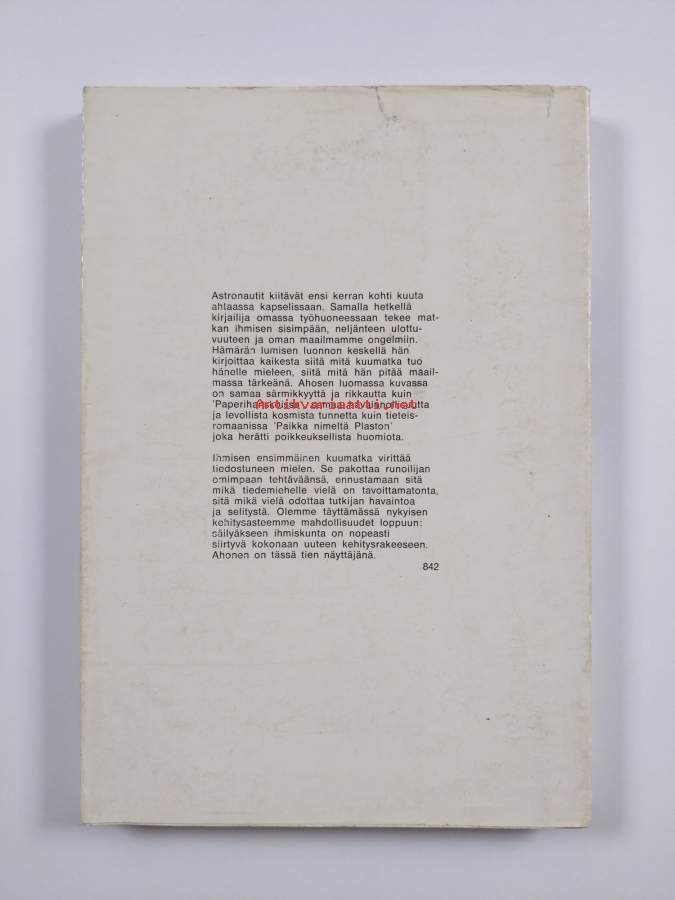 Astronautit kiitävät ensi kerran kohti kuuta
ahtaassa kapselissaan. Samalla hetkellä
kirjailija omassa työhuoneessaan tekee mat-
kan ihmisen sisimpään, neljänteen ulottu-
vuuteen ja oman maailmamme ongelmiin.
Hämärän lumisen luonnon keskellä hän
kirjoittaa kaikesta siitä mitä kuumatka tuo
hänelle mieleen, siitä mitä hän pitää maail-
massa tärkeänä. Ahosen luomassa kuvassa
on samaa särmikkyyttä ja rikkautta kuin
Antikvariaatti.net
ja levollista kosmista tunnetta kuin tieteis-
romaanissa 'Paikka nimeltä Plaston'
joka herätti poikkeuksellista huomiota.
Ihmisen ensimmäinen kuumatka virittää
tiedostuneen mielen. Se pakottaa runoilijan
omimpaan tehtäväänsä, ennustamaan sitä
mikä tiedemiehelle vielä on tavoittamatonta,
sitä mikä vielä odottaa tutkijan havaintoa
ja selitystä. Olemme täyttämässä nykyisen
kehitysasteemme mahdollisuudet loppuun:
säilyäkseen ihmiskunta on nopeasti
siirtyvä kokonaan uuteen kehitysrakeeseen.
Ahonen on tässä tien näyttäjänä.
842